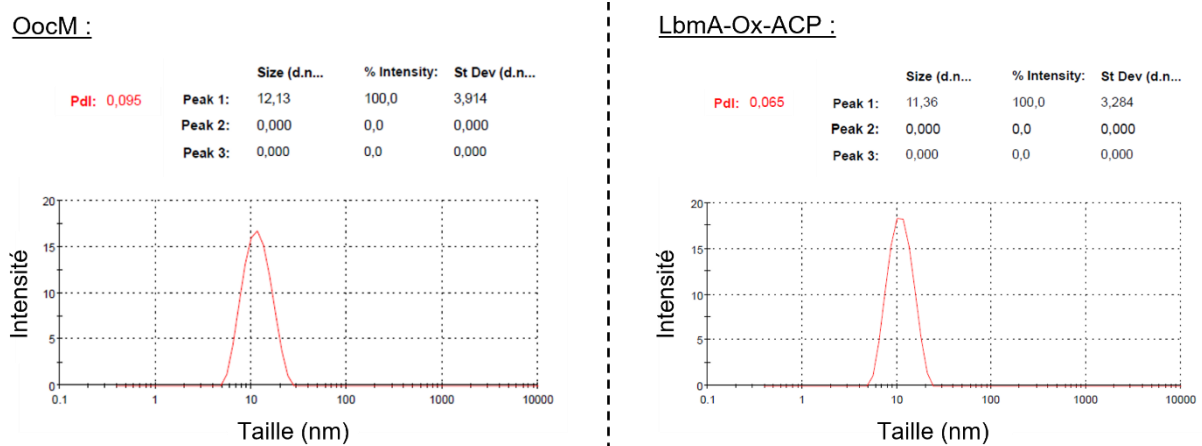 OocM :
Size (d.n... % Intensity: St Dev (d.n...
PdI: 0,095 Peak 1: 12,13 100,0 3,914
Peak 2: 0,000 0,0 0,000
Peak 3: 0,000 0,0 0,000
20
15
10
5
0
0.1 1 10 100 1000 10000
Intensité
Taille (nm)
LbmA-Ox-ACP :
Size (d.n... % Intensity: St Dev (d.n...
PdI: 0,065 Peak 1: 11,36 100,0 3,284
Peak 2: 0,000 0,0 0,000
Peak 3: 0,000 0,0 0,000
20
15
10
5
0
0.1 1 10 100 1000 10000
Intensité
Taille (nm)